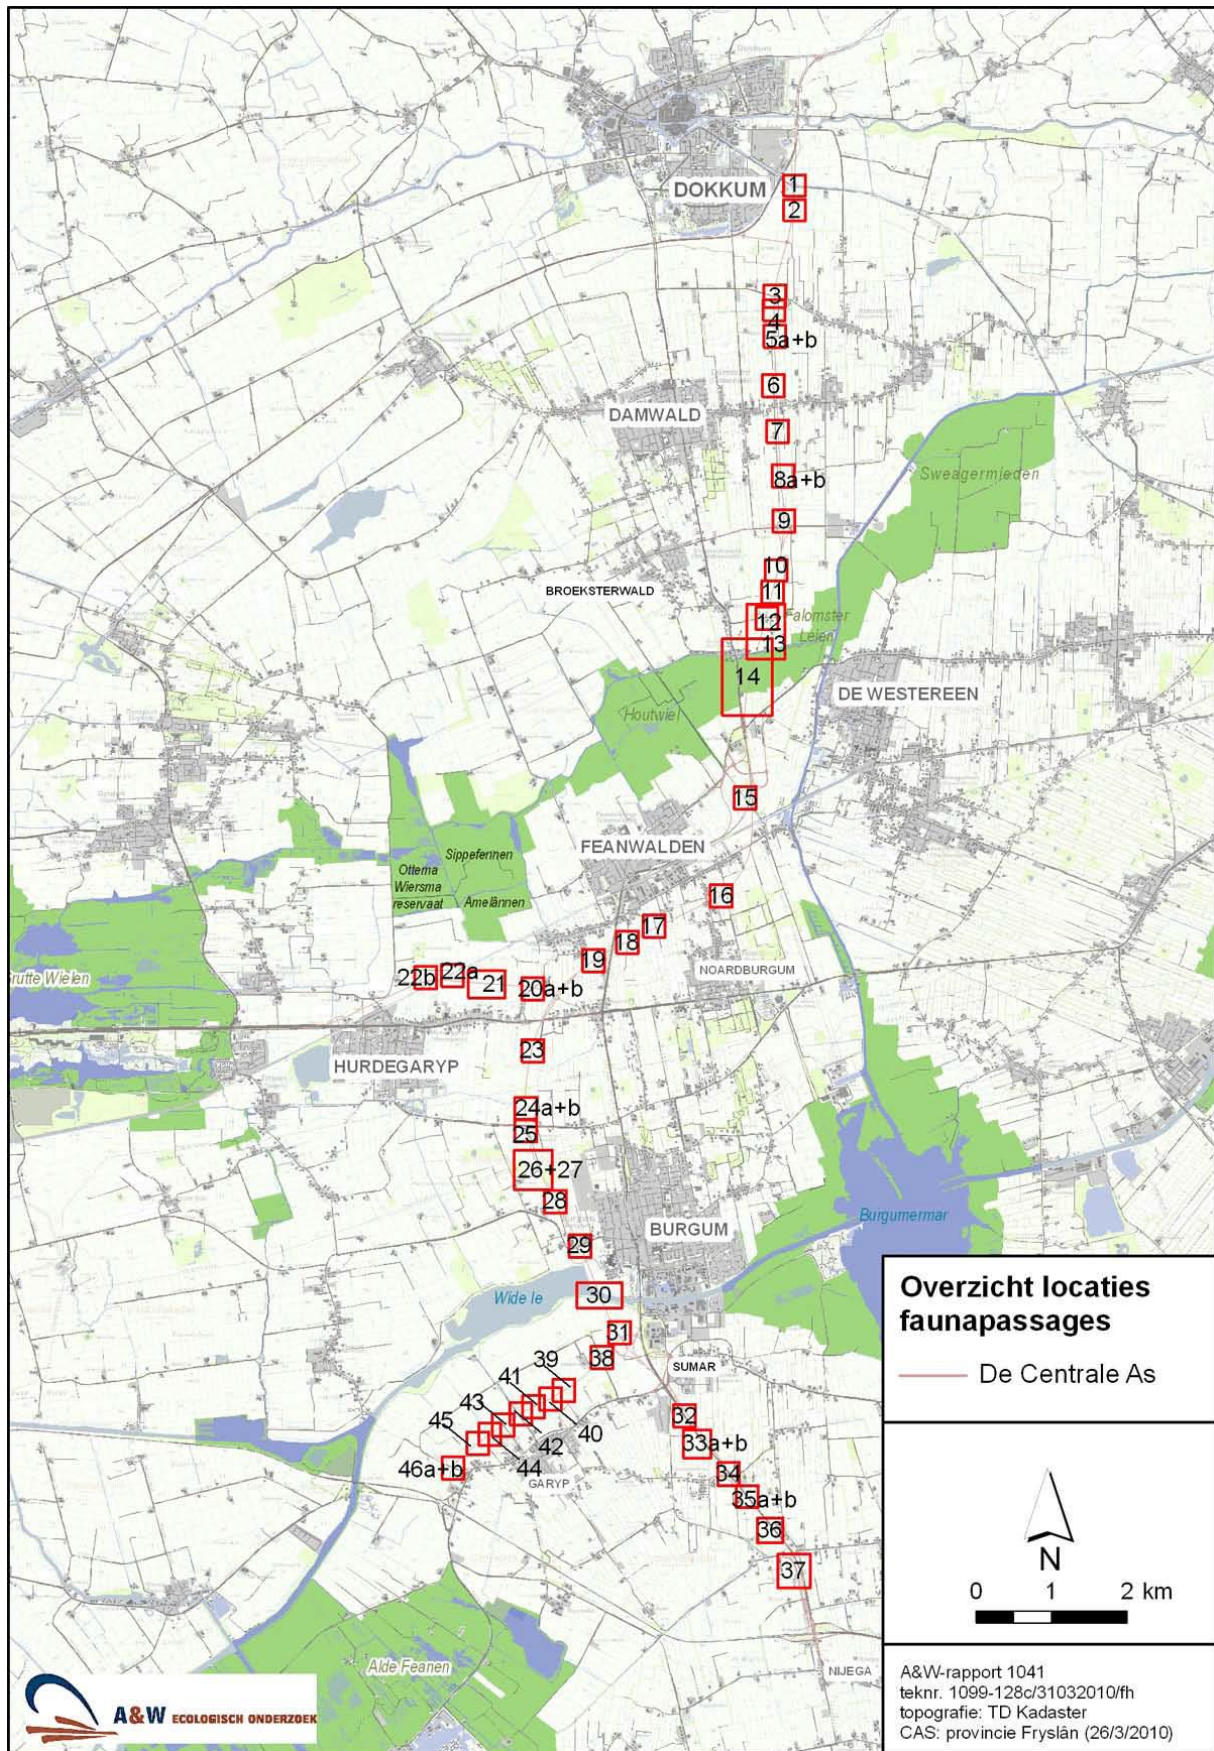 DOKKUM
1
2
3
4
5a+b
6
DAMWALD
7
8a+b
Sweagermieden
9
10
BROEKSTERWALD
11
12
Falomster
Leien
13
14
DE WESTEREEN
Houtwiel
15
FEANWALDEN
Sippefennen
Ottema
Wiersma
reservaat
Amelânnen
16
17
18
19
NOARDBURGUM
22b
22a
21
20a+b
rutte Wielen
23
HURDEGARYP
24a+b
25
26+27
28
BURGUM
Burgumermar
29
Wide Ie
30
31
38
SUMAR
39
41
43
45
40
42
44
46a+b
GARYP
32
33a+b
34
35a+b
36
37
Alde Feanen
NIJEGA
Overzicht locaties
faunapassages
De Centrale As
N
0 1 2 km
A&W-rapport 1041
teknr. 1099-128c/31032010/fh
topografie: TD Kadaster
CAS: provincie Fryslân (26/3/2010)
A&W ECOLOGISCH ONDERZOEK